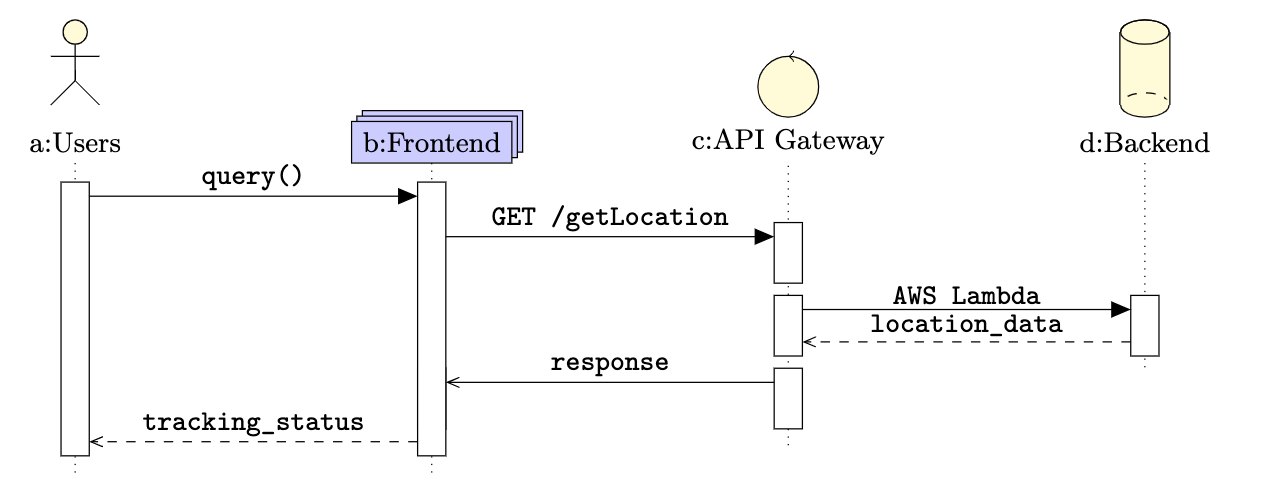 a:Users
b:Frontend
c:API Gateway
d:Backend
query()
GET /getLocation
AWS Lambda
location_data
response
tracking_status